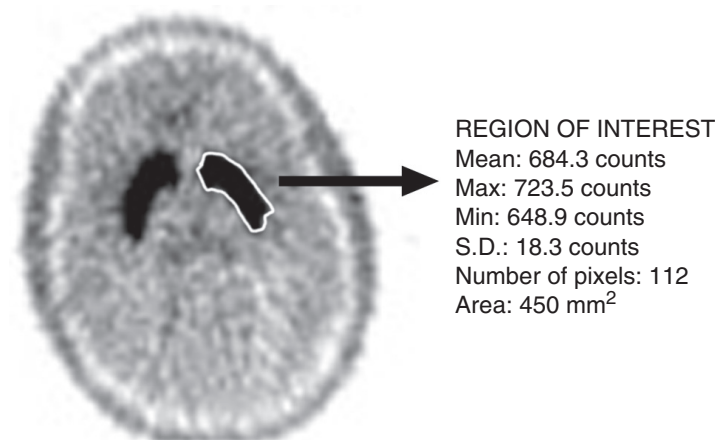 REGION OF INTEREST
Mean: 684.3 counts
Max: 723.5 counts
Min: 648.9 counts
S.D.: 18.3 counts
Number of pixels: 112
Area: 450 mm²